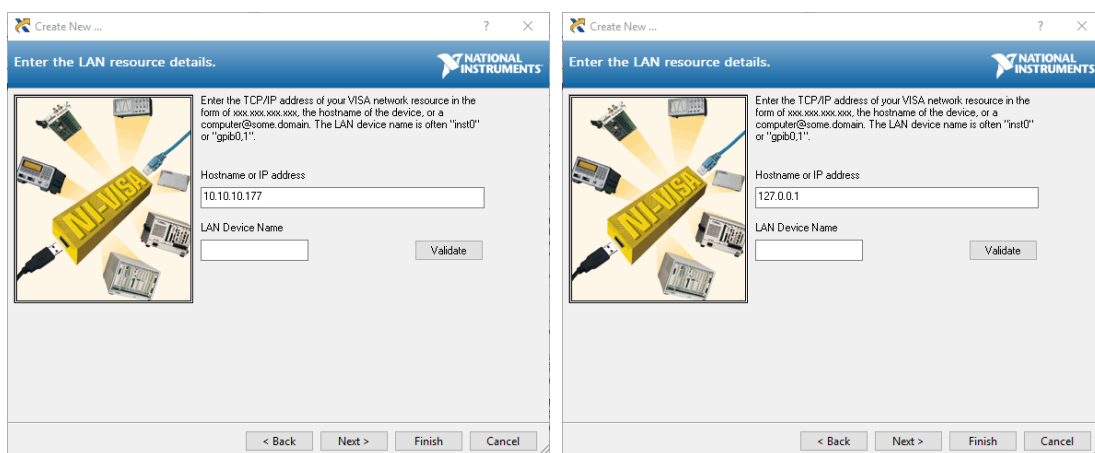 Create New ...
?
Enter the LAN resource details.
NATIONAL
INSTRUMENTS
Enter the TCP/IP address of your VISA network resource in the
form of xxx.xxx.xxx.xxx, the hostname of the device, or a
computer@some.domain. The LAN device name is often "inst0"
or "gpib0,1".
NI-VISA
Hostname or IP address
10.10.10.177
LAN Device Name
Validate
< Back
Next >
Finish
Cancel
Create New ...
?
Enter the LAN resource details.
NATIONAL
INSTRUMENTS
Enter the TCP/IP address of your VISA network resource in the
form of xxx.xxx.xxx.xxx, the hostname of the device, or a
computer@some.domain. The LAN device name is often "inst0"
or "gpib0,1".
NI-VISA
Hostname or IP address
127.0.0.1
LAN Device Name
Validate
< Back
Next >
Finish
Cancel